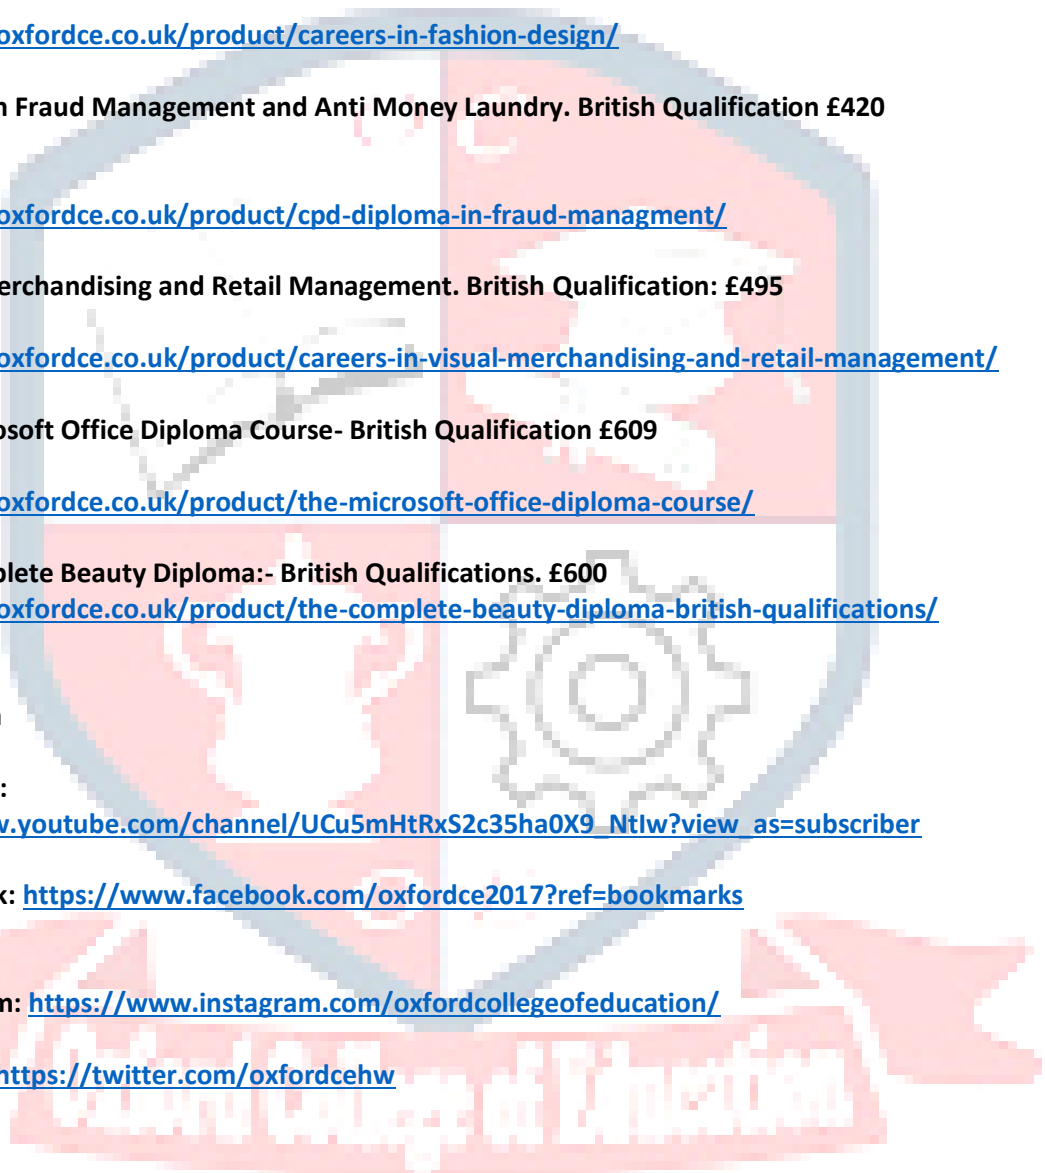 oxfordce.co.uk/product/careers-in-fashion-design/
n Fraud Management and Anti Money Laundry. British Qualification £420
oxfordce.co.uk/product/cpd-diploma-in-fraud-managment/
erchandising and Retail Management. British Qualification: £495
oxfordce.co.uk/product/careers-in-visual-merchandising-and-retail-management/
osoft Office Diploma Course- British Qualification £609
oxfordce.co.uk/product/the-microsoft-office-diploma-course/
plete Beauty Diploma:- British Qualifications. £600
oxfordce.co.uk/product/the-complete-beauty-diploma-british-qualifications/
:
w.youtube.com/channel/UCu5mHtRxS2c35ha0X9_NtIw?view_as=subscriber
k: https://www.facebook.com/oxfordce2017?ref=bookmarks
m: https://www.instagram.com/oxfordcollegeofeducation/
https://twitter.com/oxfordcehw
Oxford College of Education